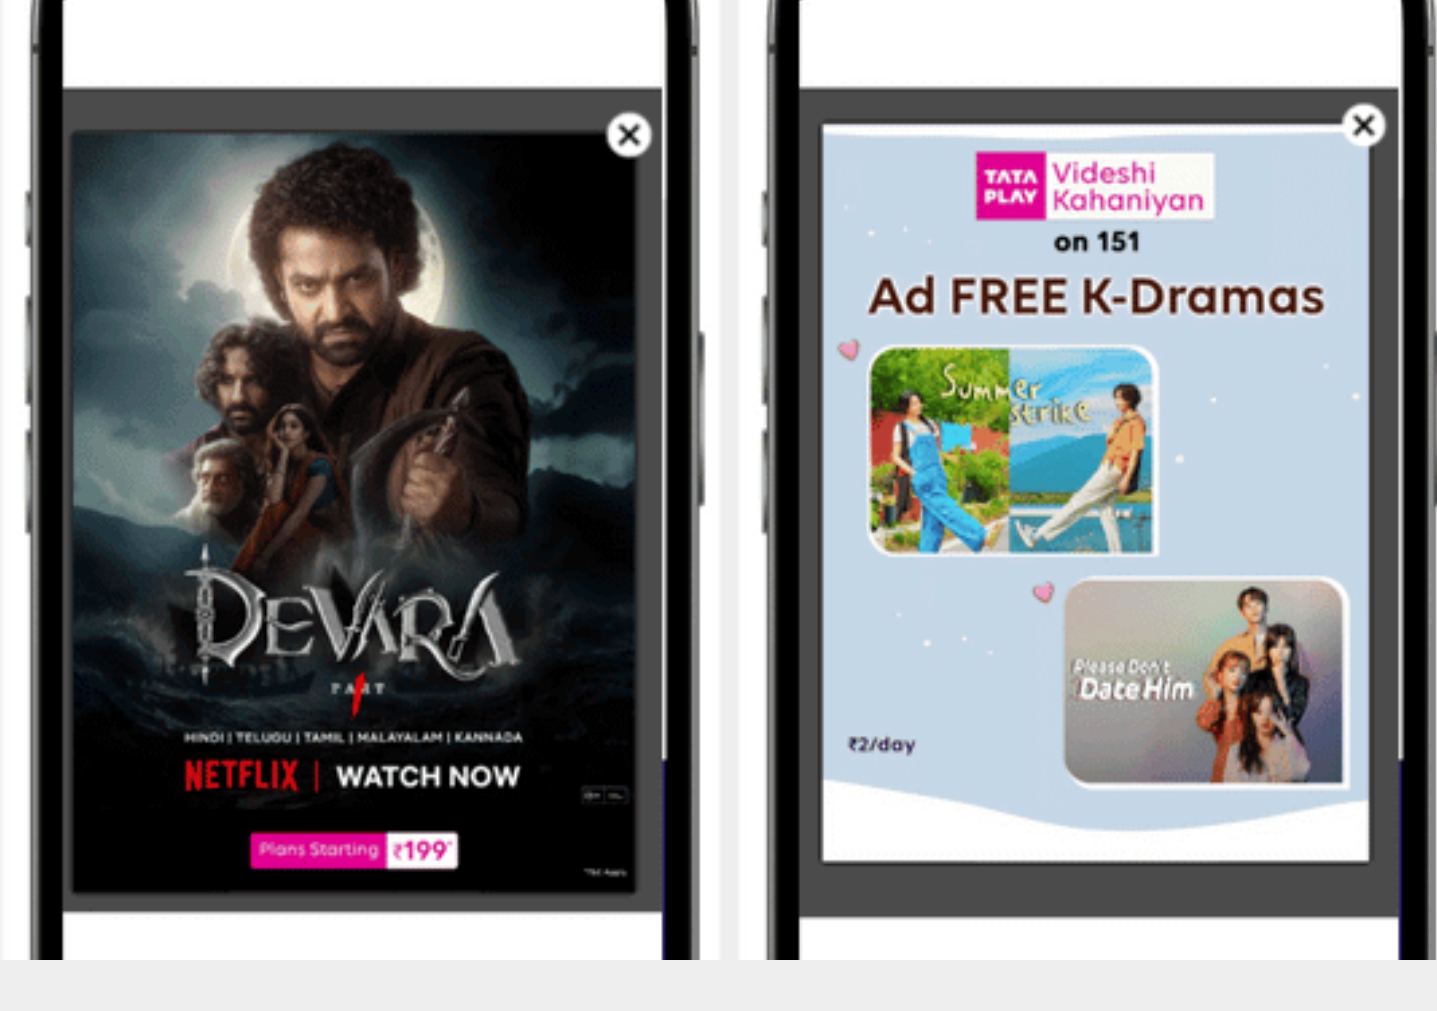 DEVARA
PART 1
HINDI | TELUGU | TAMIL | MALAYALAM | KANNADA
NETFLIX | WATCH NOW
Plans Starting ₹199*
TATA PLAY
Videshi
Kahaniyan
on 151
Ad FREE K-Dramas
Summer
strike
Please Don't
Date Him
₹2/day